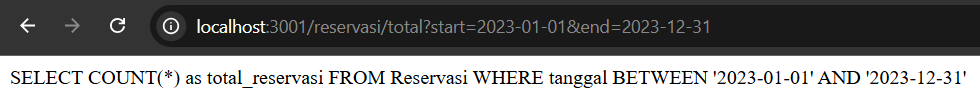 localhost:3001/reservasi/total?start=2023-01-01&end=2023-12-31
SELECT COUNT(*) as total_reservasi FROM Reservasi WHERE tanggal BETWEEN '2023-01-01' AND '2023-12-31'